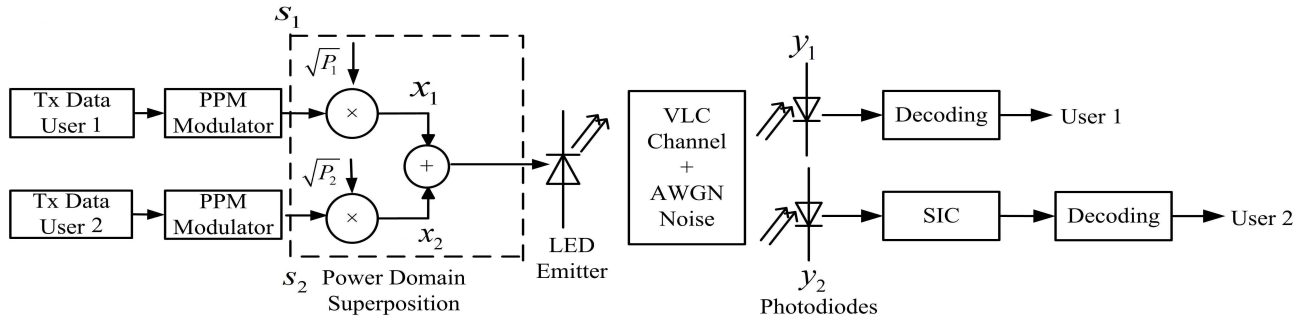 s₁
√P₁
x₁
Tx Data
User 1
PPM
Modulator
×
+
√P₂
Tx Data
User 2
PPM
Modulator
×
x₂
s₂
Power Domain
Superposition
LED
Emitter
VLC
Channel
+
AWGN
Noise
y₁
Decoding
User 1
SIC
Decoding
User 2
y₂
Photodiodes